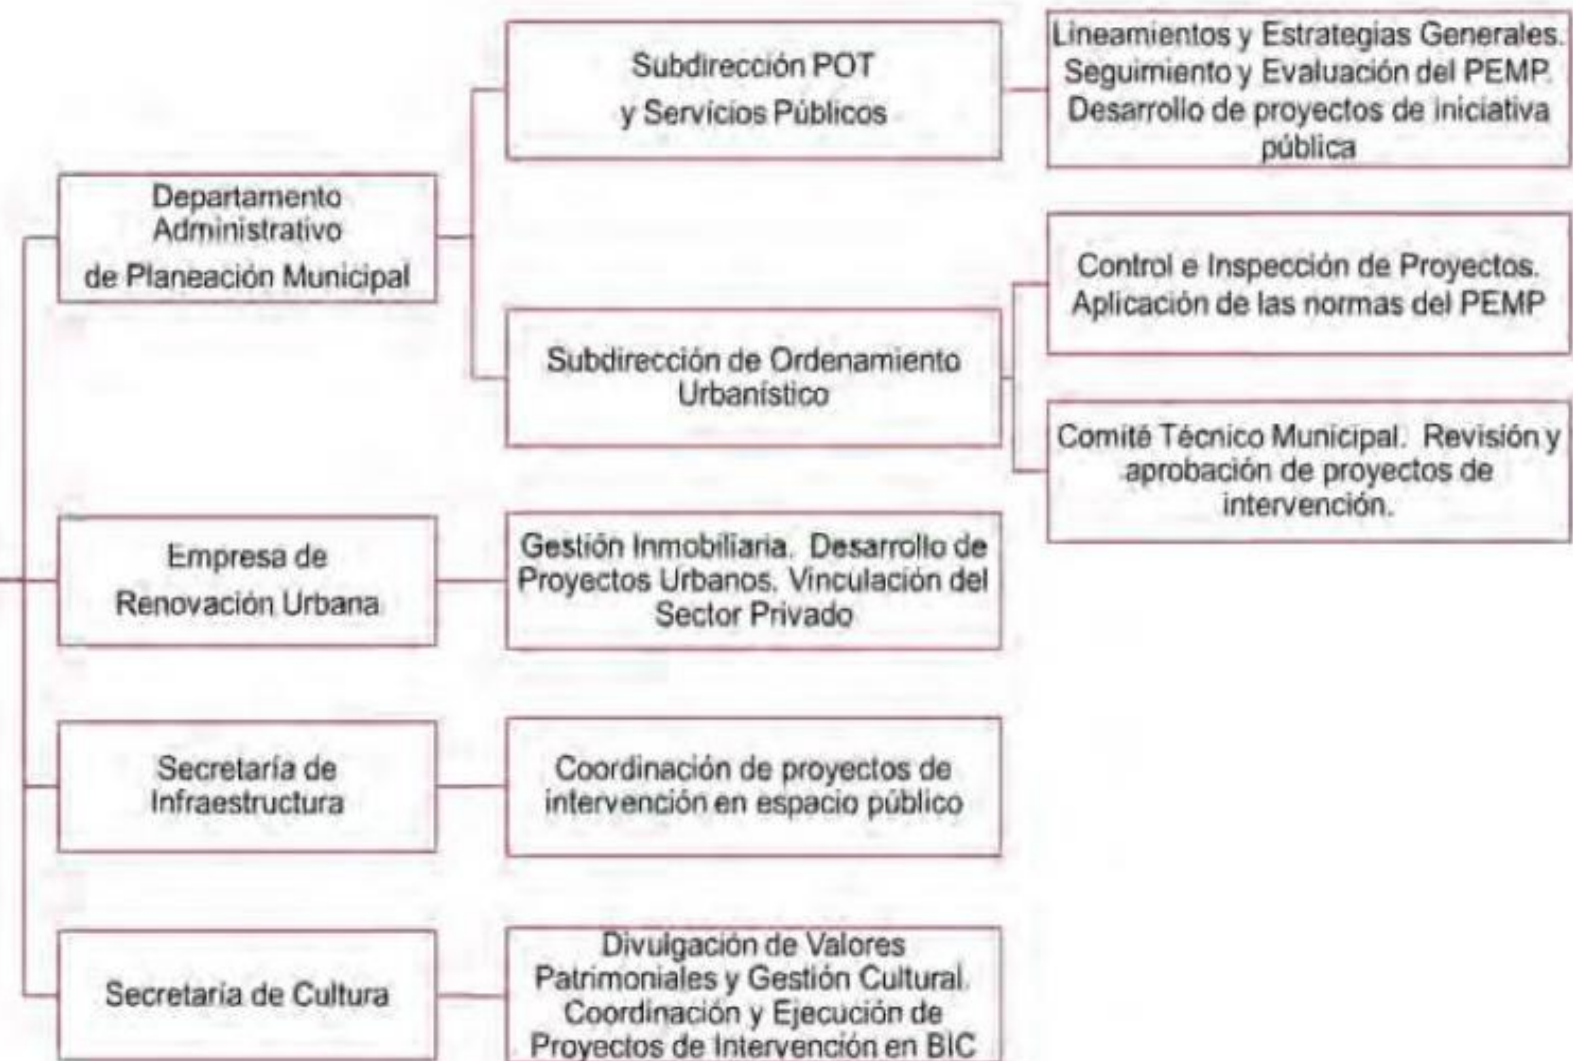 Departamento
Administrativo
de Planeación Municipal
Subdirección POT
y Servicios Públicos
Lineamientos y Estrategias Generales.
Seguimiento y Evaluación del PEMP.
Desarrollo de proyectos de iniciativa
pública
Subdirección de Ordenamiento
Urbanístico
Control e Inspección de Proyectos.
Aplicación de las normas del PEMP
Comité Técnico Municipal. Revisión y
aprobación de proyectos de
intervención.
Empresa de
Renovación Urbana
Gestión Inmobiliaria. Desarrollo de
Proyectos Urbanos. Vinculación del
Sector Privado
Secretaría de
Infraestructura
Coordinación de proyectos de
intervención en espacio público
Secretaría de Cultura
Divulgación de Valores
Patrimoniales y Gestión Cultural.
Coordinación y Ejecución de
Proyectos de Intervención en BIC